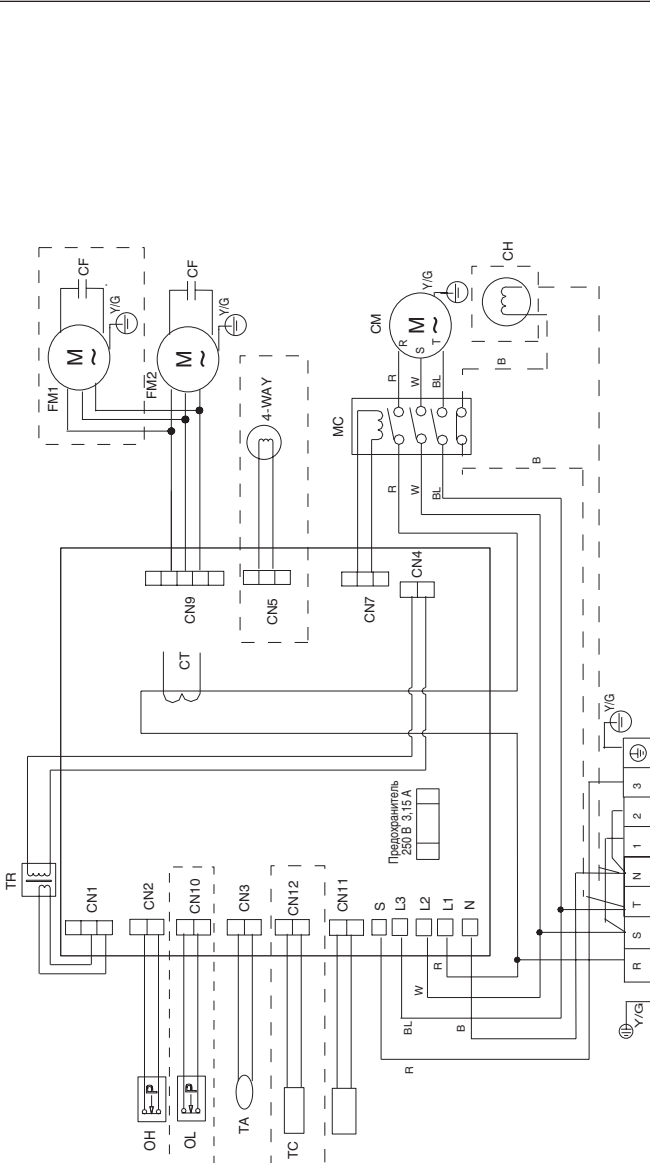 FM1
M
~
CF
Y/G
FM2
M
~
CF
Y/G
4-WAY
CM
R
S
T
M
~
Y/G
CH
B
MC
R
W
BL
R
W
BL
B
CN9
CN5
CN7
CN4
CT
TR
Предохранитель
250 В 3,15 А
CN1
CN2
CN10
CN3
CN12
CN11
S
L3
L2
L1
N
OH
P
OL
P
TA
TC
R
W
BL
B
R
Y/G
R
S
T
N
1
2
3
Y/G